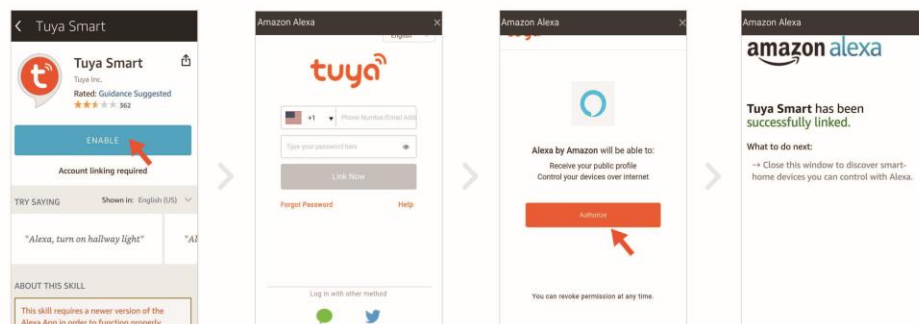 Tuya Smart
Tuya Smart
Tuya Inc.
Rated: Guidance Suggested
362
ENABLE
Account linking required
TRY SAYING
Shown in: English (US)
"Alexa, turn on hallway light"
"Al
ABOUT THIS SKILL
This skill requires a newer version of the
Alexa App in order to function properly.
Amazon Alexa
English
tuya
+1
Phone Number/Email Addr
Type your password here
Link Now
Forgot Password
Help
Log in with other method
Amazon Alexa
Alexa by Amazon will be able to:
Receive your public profile
Control your devices over internet
Authorize
You can revoke permission at any time.
Amazon Alexa
amazon alexa
Tuya Smart has been
successfully linked.
What to do next:
→ Close this window to discover smart-
home devices you can control with Alexa.